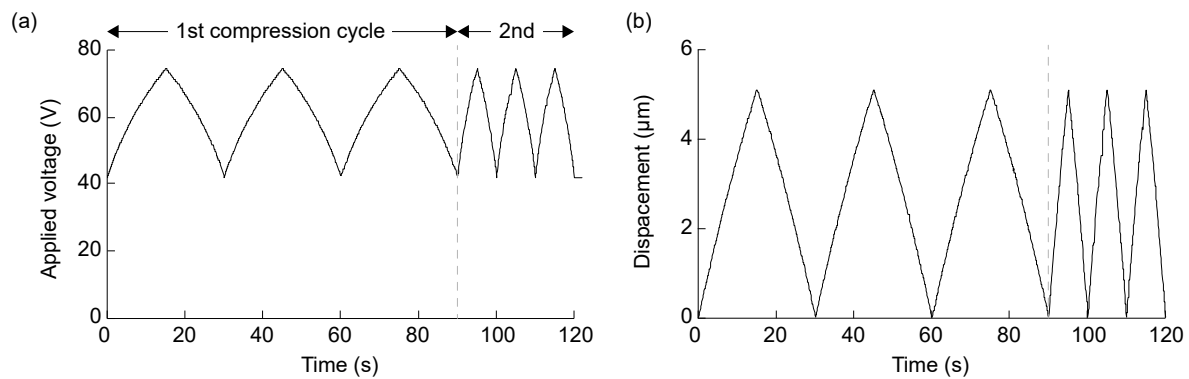 (a)
1st compression cycle
2nd
80
60
40
20
0
Applied voltage (V)
0 20 40 60 80 100 120
Time (s)
(b)
6
4
2
0
Dispacement (μm)
0 20 40 60 80 100 120
Time (s)